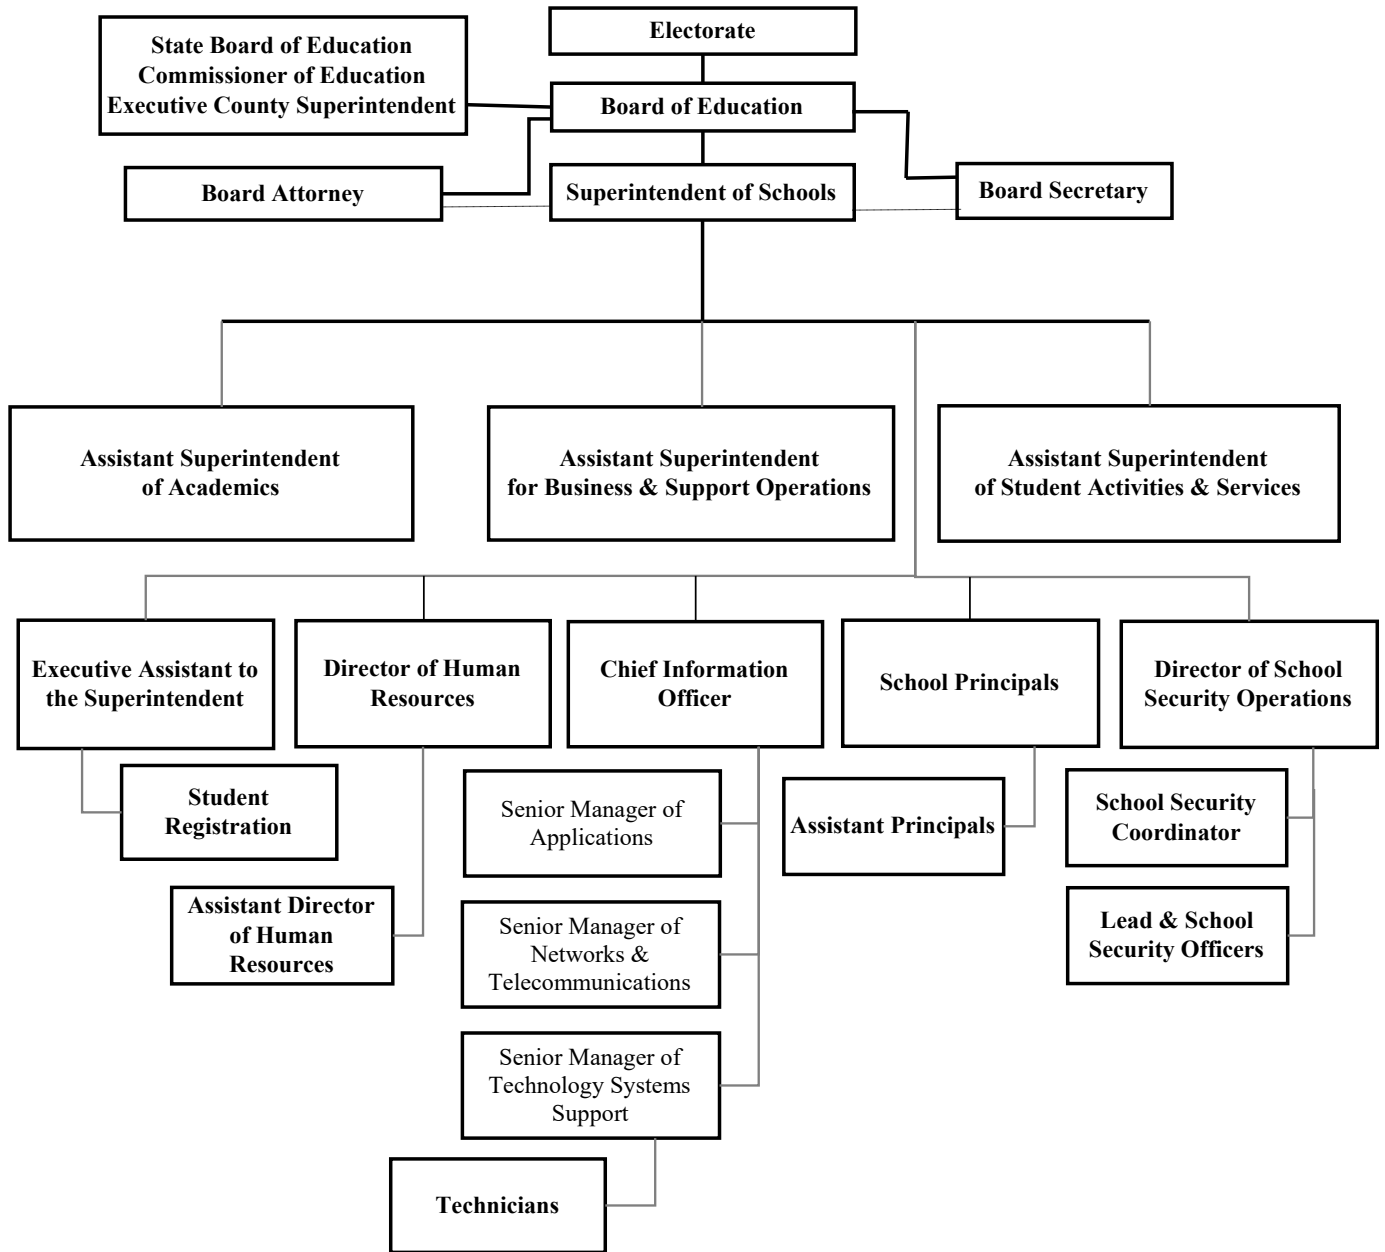 State Board of Education
Commissioner of Education
Executive County Superintendent
Electorate
Board of Education
Board Attorney
Superintendent of Schools
Board Secretary
Assistant Superintendent
of Academics
Assistant Superintendent
for Business & Support Operations
Assistant Superintendent
of Student Activities & Services
Executive Assistant to
the Superintendent
Director of Human
Resources
Chief Information
Officer
School Principals
Director of School
Security Operations
Student
Registration
Assistant Director
of Human
Resources
Senior Manager of
Applications
Senior Manager of
Networks &
Telecommunications
Senior Manager of
Technology Systems
Support
Technicians
Assistant Principals
School Security
Coordinator
Lead & School
Security Officers